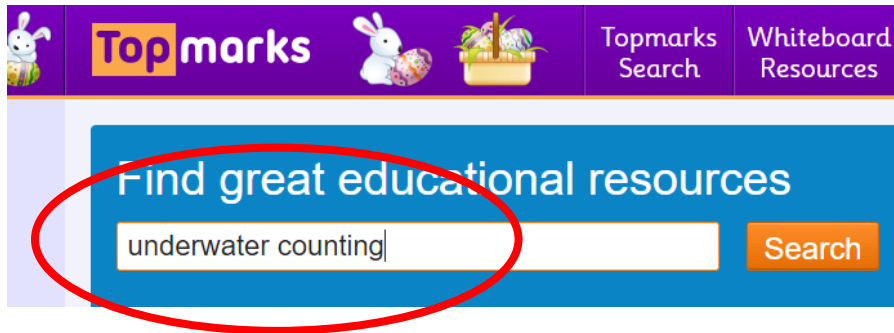 Topmarks
Topmarks Search
Whiteboard Resources
Find great educational resources
underwater counting
Search